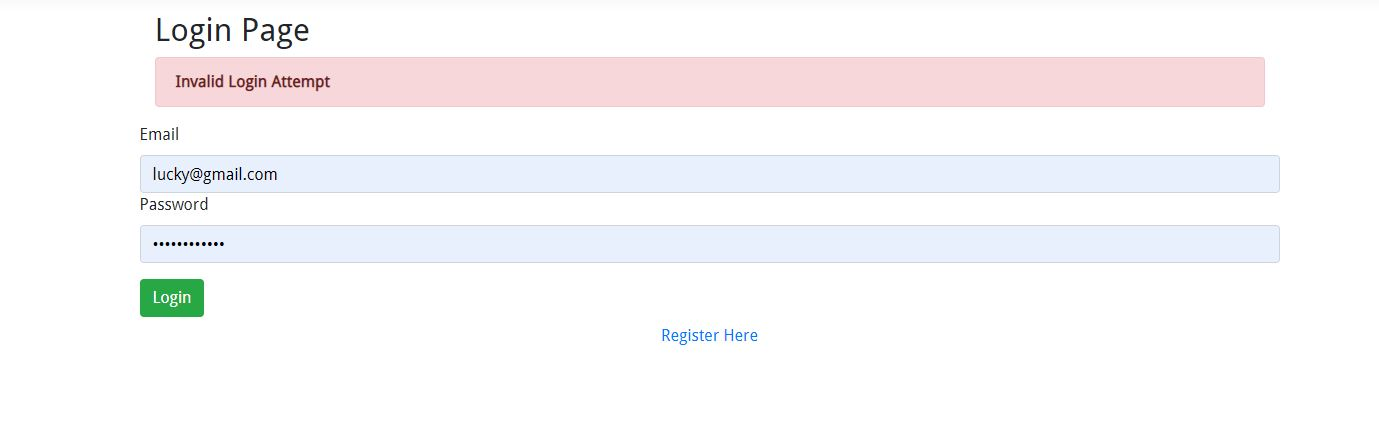 Login Page
Invalid Login Attempt
Email
lucky@gmail.com
Password
••••••••••••
Login
Register Here